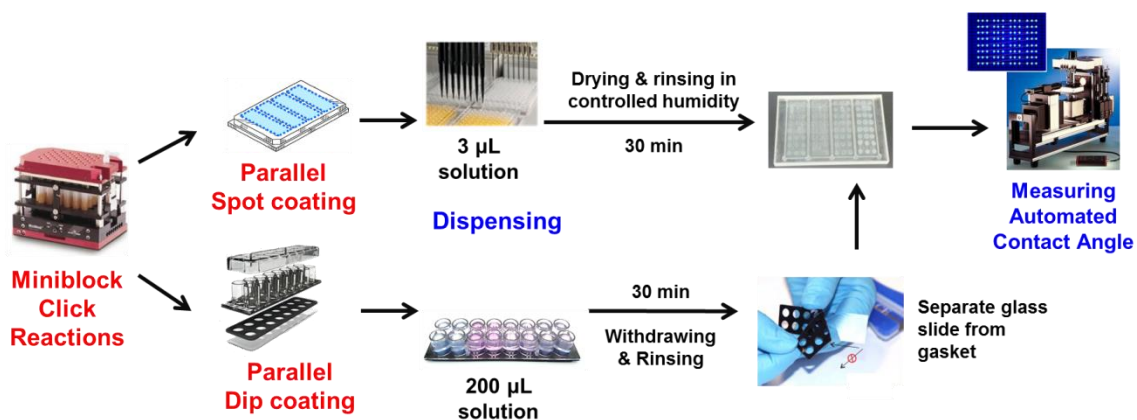 Miniblock
Click
Reactions
Parallel
Spot coating
3 µL
solution
Dispensing
Drying & rinsing in
controlled humidity
30 min
Parallel
Dip coating
200 µL
solution
30 min
Withdrawing
& Rinsing
Separate glass
slide from
gasket
Measuring
Automated
Contact Angle